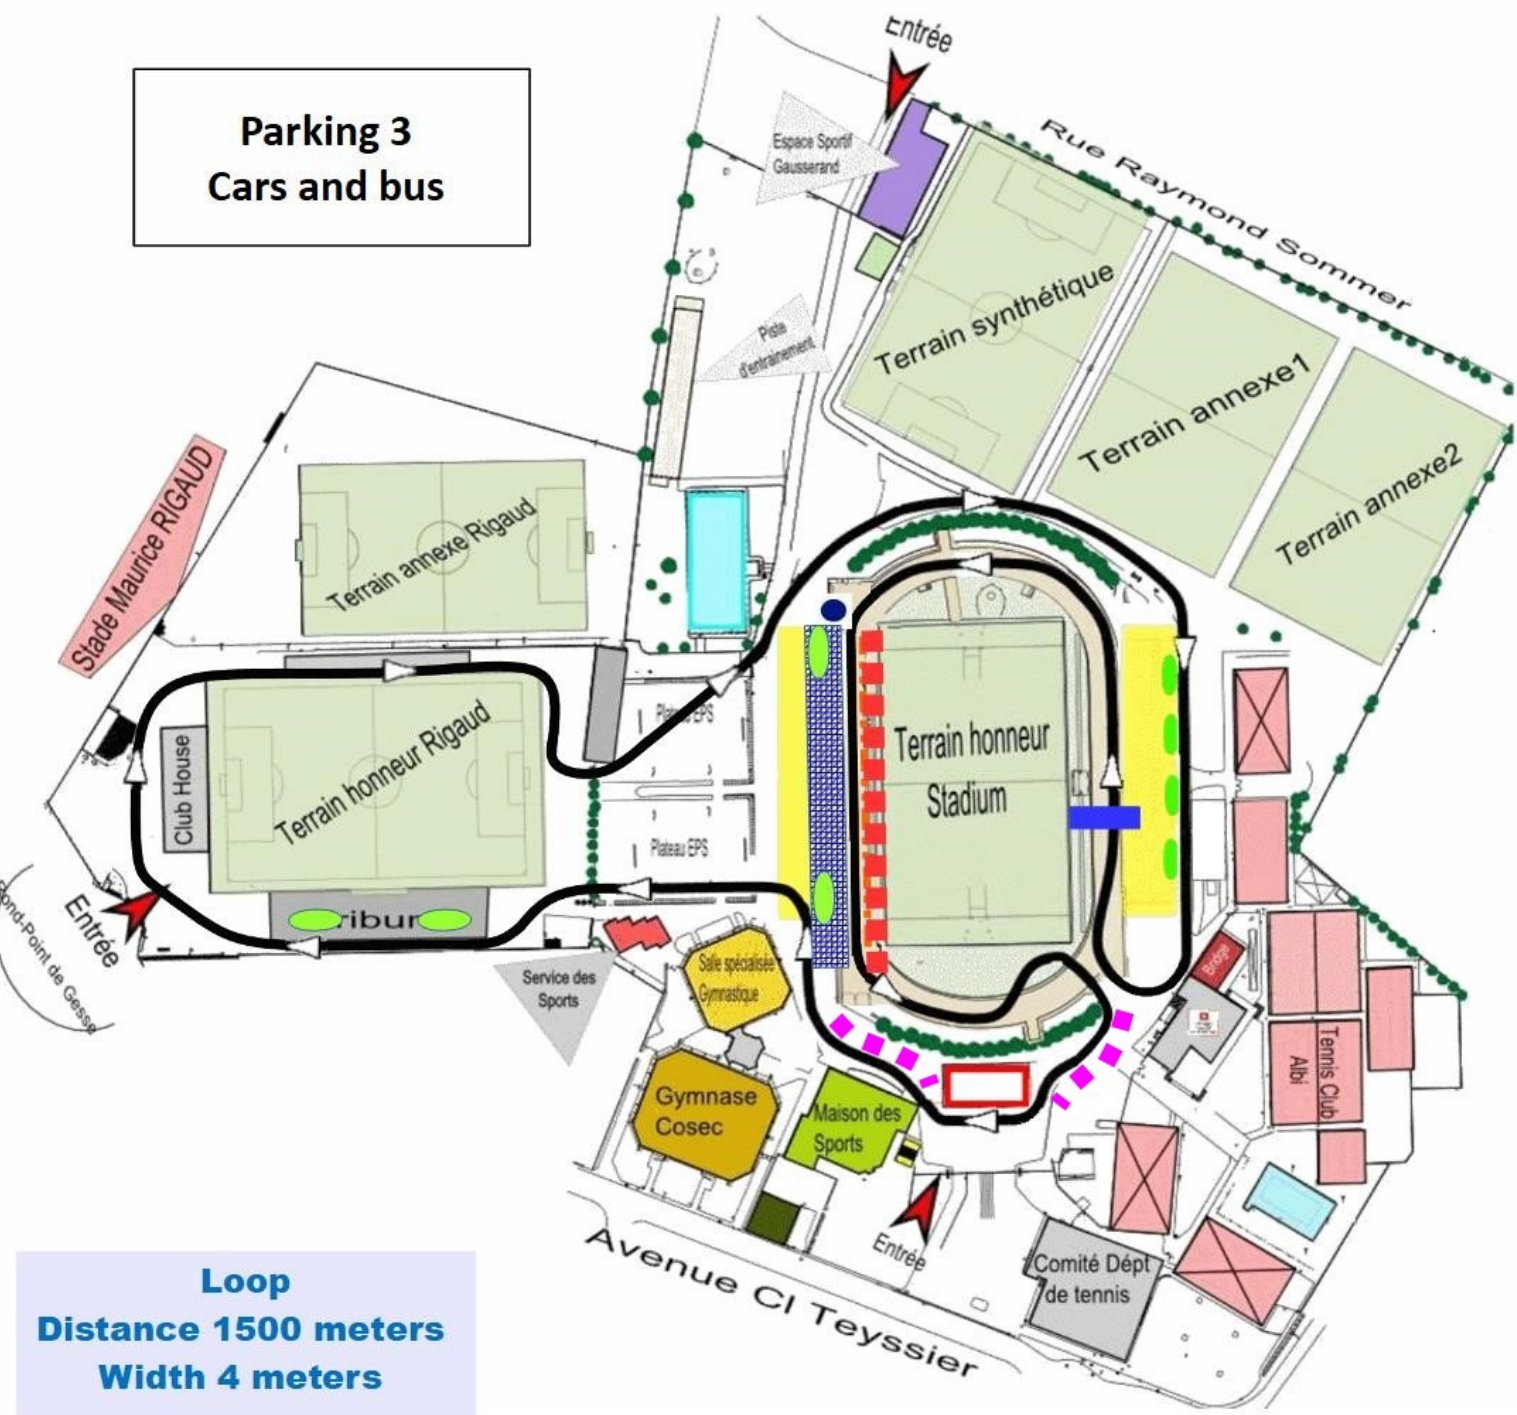 Entrée
Parking 3
Cars and bus
Espace Sportif
Gausserand
Rue Raymond Sommer
Terrain synthétique
Piste
d'entrainement
Terrain annexe1
Terrain annexe2
Stade Maurice RIGAUD
Terrain annexe Rigaud
Plateau EPS
Terrain honneur
Stadium
Terrain honneur Rigaud
Club House
Plateau EPS
Entrée
ribun
Rond-Point de Gesse
Service des
Sports
Salle spécialisée
Gymnastique
Bridge
Tennis Club
Albi
Gymnase
Cosec
Maison des
Sports
Entrée
Comité Dépt
de tennis
Avenue Cl Teyssier
Loop
Distance 1500 meters
Width 4 meters